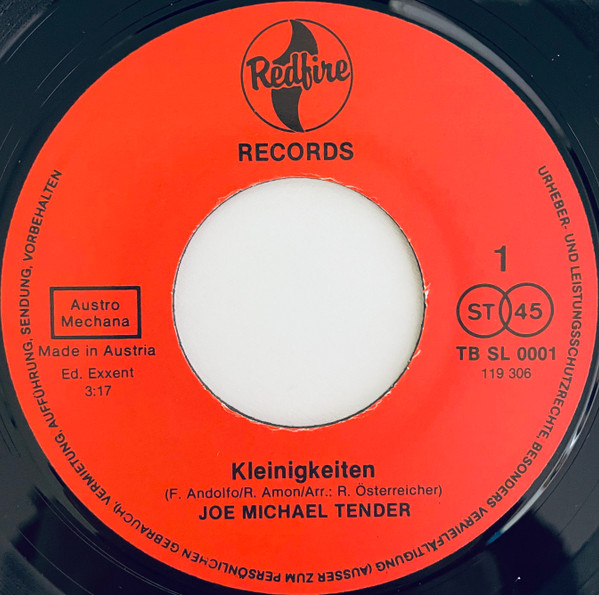 Redfire
RECORDS
URHEBER- UND LEISTUNGSSCHUTZRECHTE, BESONDERS VERVIELFÄLTIGUNG (AUSSER ZUM PERSÖNLICHEN GEBRAUCH), VERMIETUNG, AUFFÜHRUNG, SENDUNG, VORBEHALTEN
1
Austro
Mechana
ST 45
Made in Austria
TB SL 0001
Ed. Exxent
119 306
3:17
Kleinigkeiten
(F. Andolfo/R. Amon/Arr.: R. Österreicher)
JOE MICHAEL TENDER